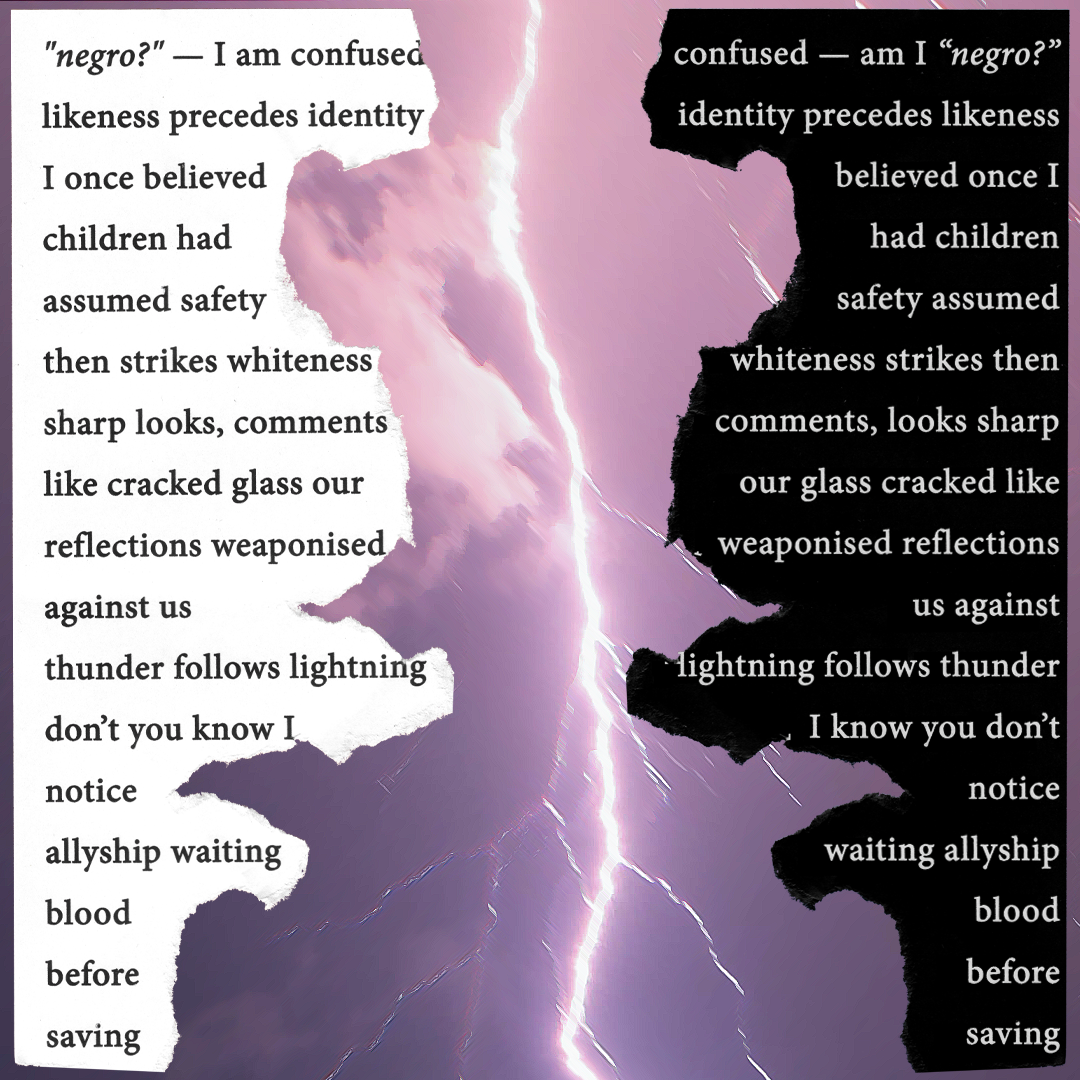 "negro?" — I am confused
likeness precedes identity
I once believed
children had
assumed safety
then strikes whiteness
sharp looks, comments
like cracked glass our
reflections weaponised
against us
thunder follows lightning
don’t you know I
notice
allyship waiting
blood
before
saving
confused — am I “negro?”
identity precedes likeness
believed once I
had children
safety assumed
whiteness strikes then
comments, looks sharp
our glass cracked like
weaponised reflections
us against
lightning follows thunder
I know you don’t
notice
waiting allyship
blood
before
saving